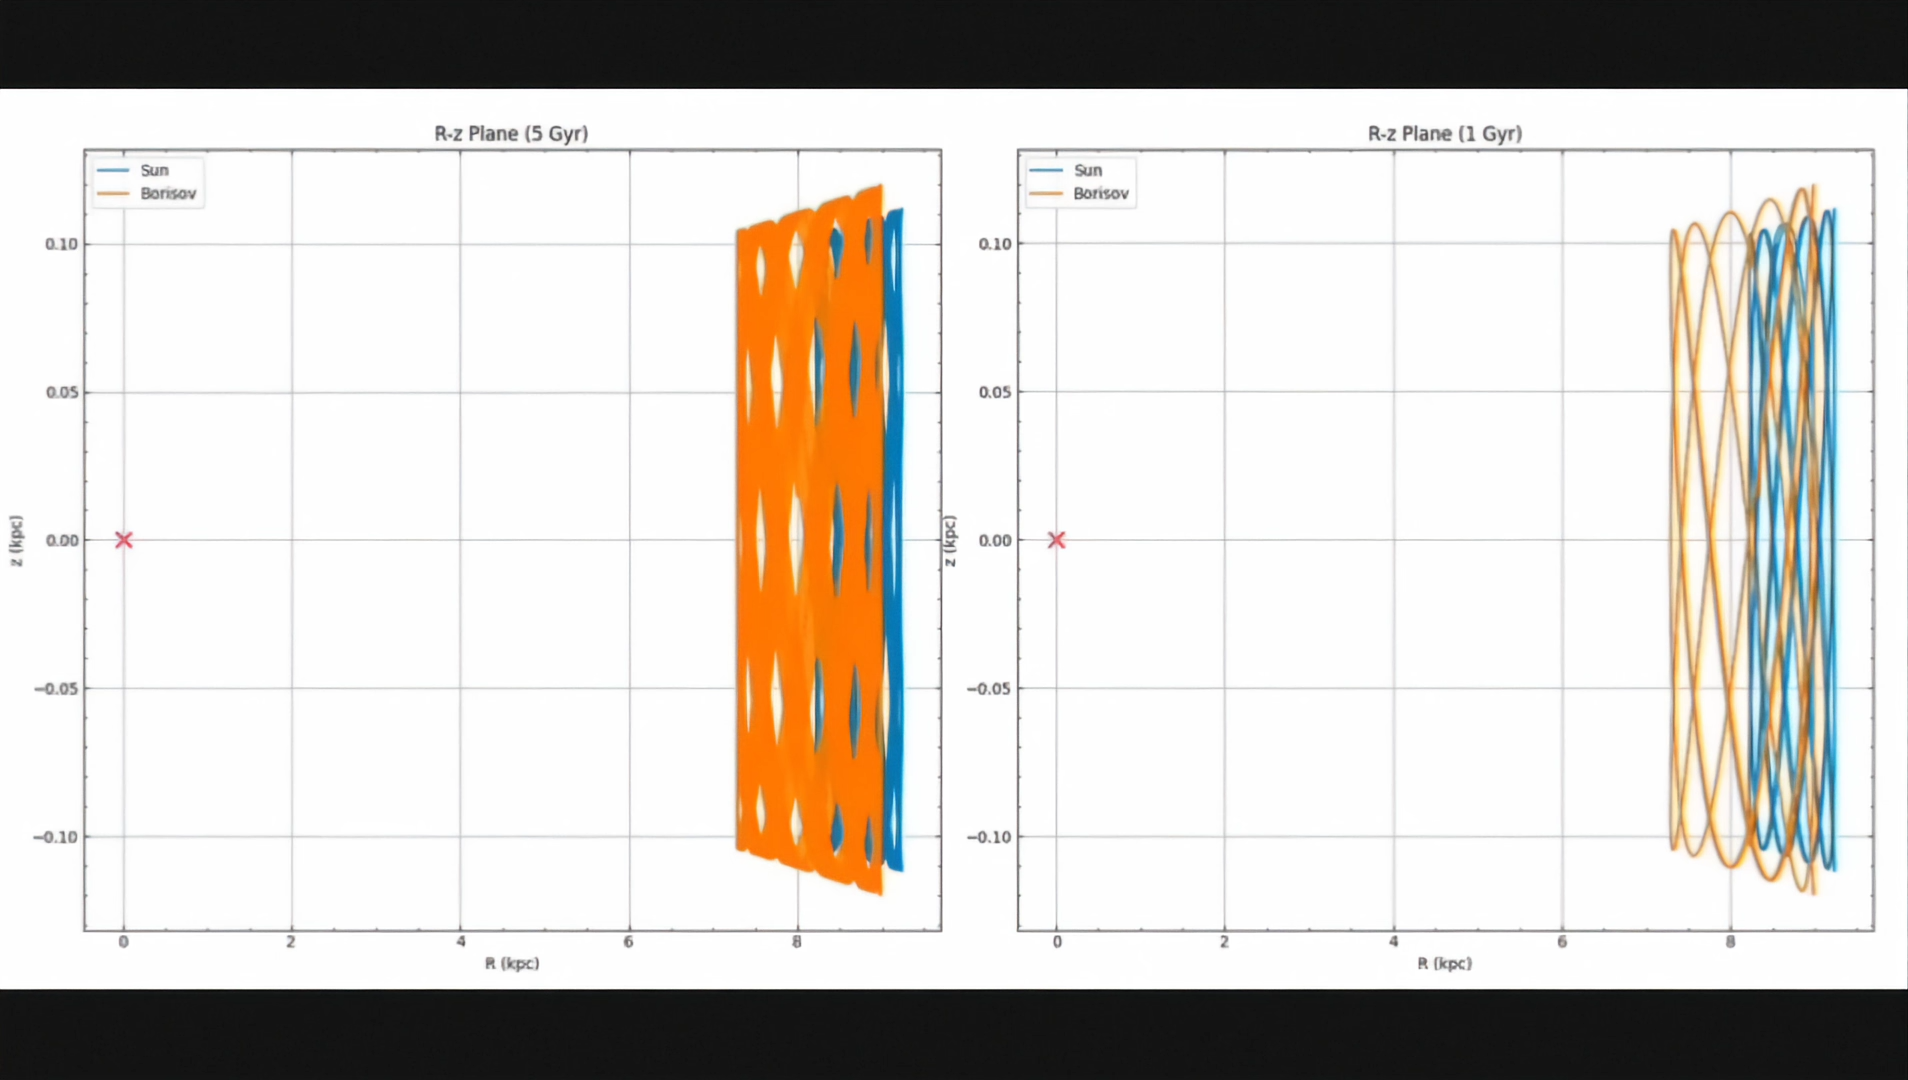 R-z Plane (5 Gyr)
Sun
Borisov
0.10
0.05
0.00
−0.05
−0.10
z (kpc)
0
2
4
6
8
R (kpc)
R-z Plane (1 Gyr)
Sun
Borisov
0.10
0.05
0.00
−0.05
−0.10
z (kpc)
0
2
4
6
8
R (kpc)